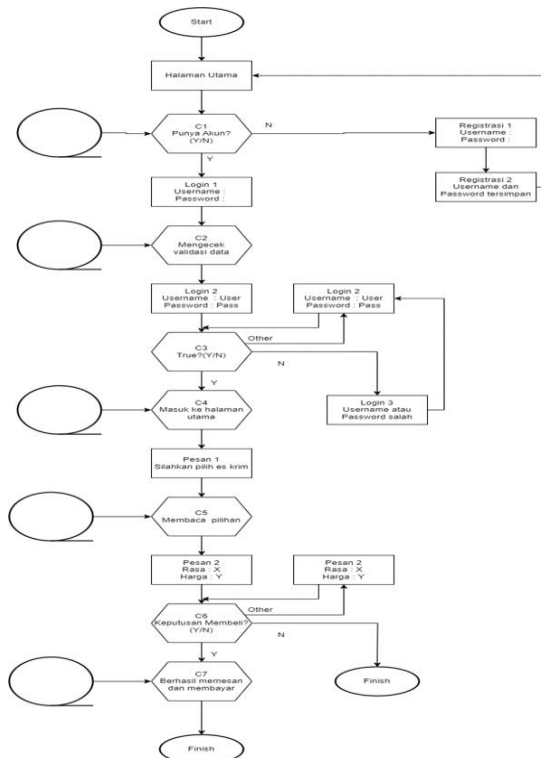 Start
Halaman Utama
C1
Punya Akun?
(Y/N)
N
Y
Registrasi 1
Username :
Password :
Registrasi 2
Username dan
Password tersimpan
Login 1
Username :
Password :
C2
Mengecek
validasi data
Login 2
Username : User
Password : Pass
Login 2
Username : User
Password : Pass
Other
C3
True?(Y/N)
N
Y
Login 3
Username atau
Password salah
C4
Masuk ke halaman
utama
Pesan 1
Silahkan pilih es krim
C5
Membaca pilihan
Pesan 2
Rasa : X
Harga : Y
Pesan 2
Rasa : X
Harga : Y
Other
C6
Keputusan Membeli?
(Y/N)
N
Y
Finish
C7
Berhasil memesan
dan membayar
Finish